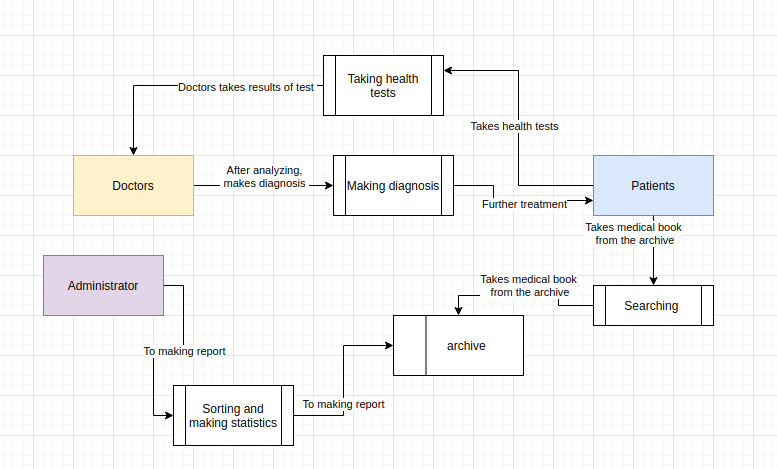 Taking health
tests
Doctors takes results of test
Takes health tests
After analyzing,
makes diagnosis
Doctors
Making diagnosis
Patients
Further treatment
Takes medical book
from the archive
Administrator
Takes medical book
from the archive
Searching
To making report
archive
To making report
Sorting and
making statistics